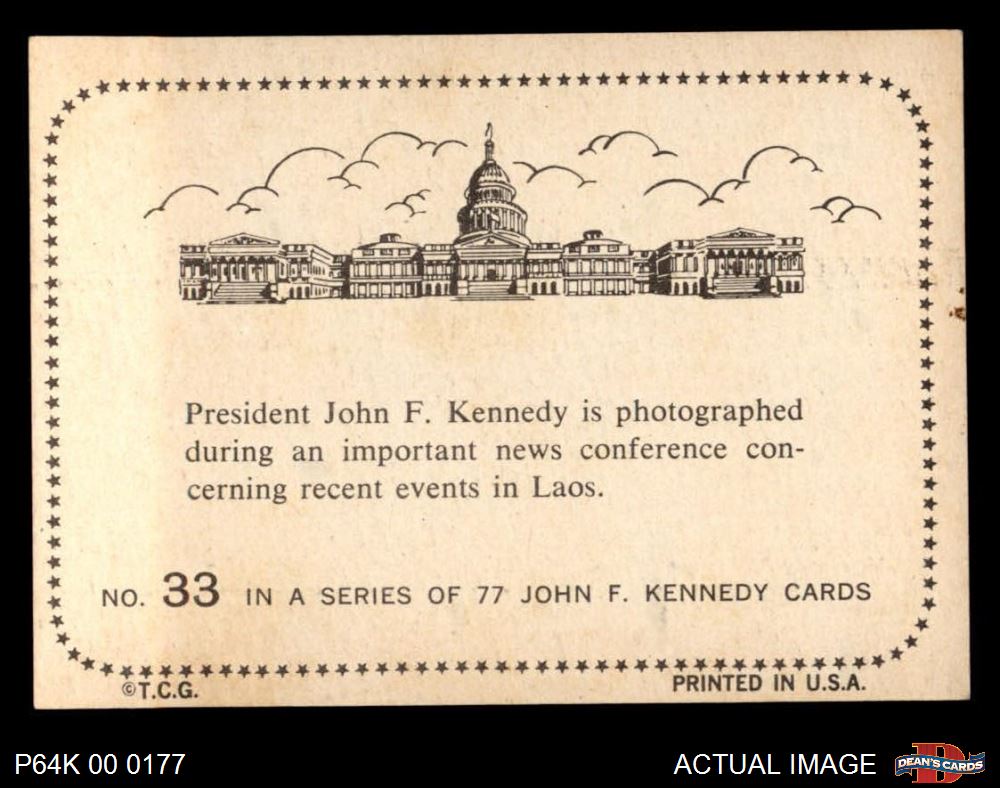 President John F. Kennedy is photographed
during an important news conference con-
cerning recent events in Laos.
NO. 33 IN A SERIES OF 77 JOHN F. KENNEDY CARDS
©T.C.G.
PRINTED IN U.S.A.
P64K 00 0177
ACTUAL IMAGE
DEAN'S CARDS